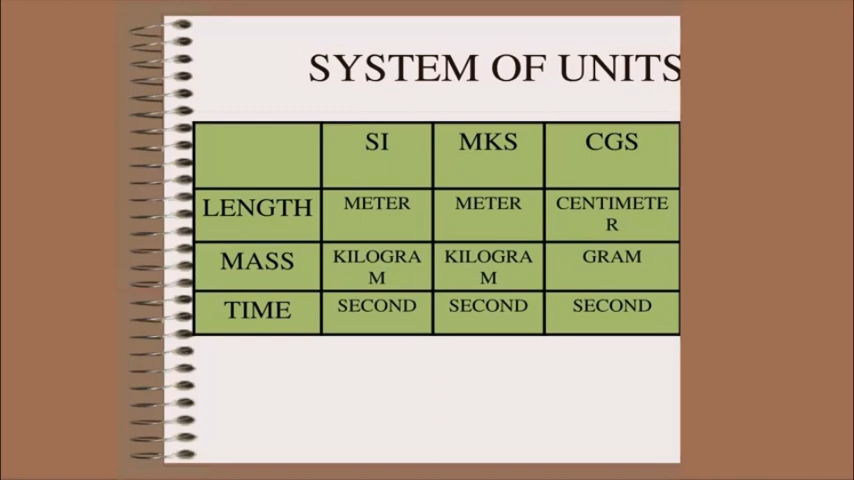 SYSTEM OF UNITS
SI MKS CGS
LENGTH METER METER CENTIMETE
R
MASS KILOGRA KILOGRA GRAM
M M
TIME SECOND SECOND SECOND